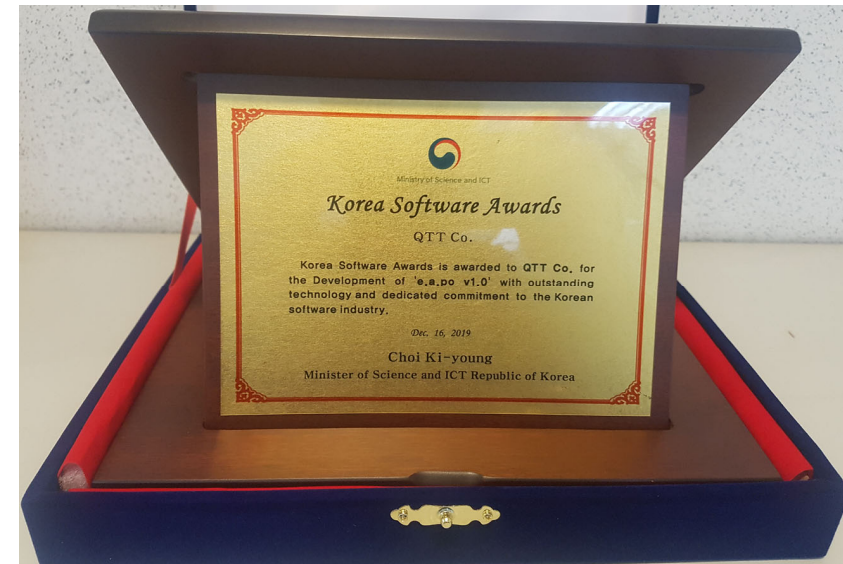 Ministry of Science and ICT
Korea Software Awards
QTT Co.
Korea Software Awards is awarded to QTT Co. for
the Development of 'e.a.po v1.0' with outstanding
technology and dedicated commitment to the Korean
software industry.
Dec. 16, 2019
Choi Ki-young
Minister of Science and ICT Republic of Korea